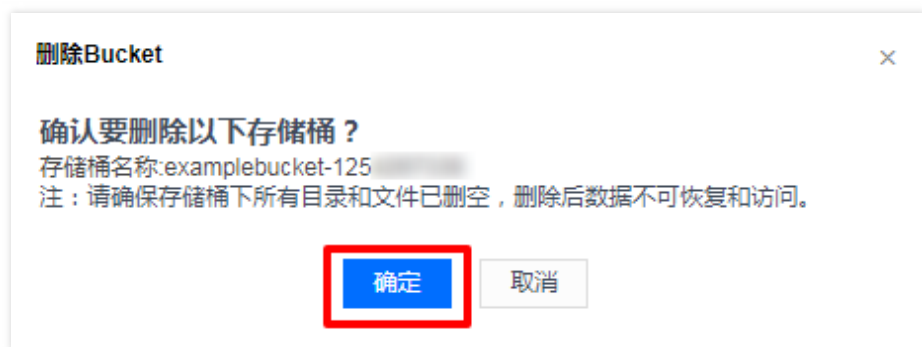 删除Bucket
×
确认要删除以下存储桶？
存储桶名称:examplebucket-125
注：请确保存储桶下所有目录和文件已删空，删除后数据不可恢复和访问。
确定
取消